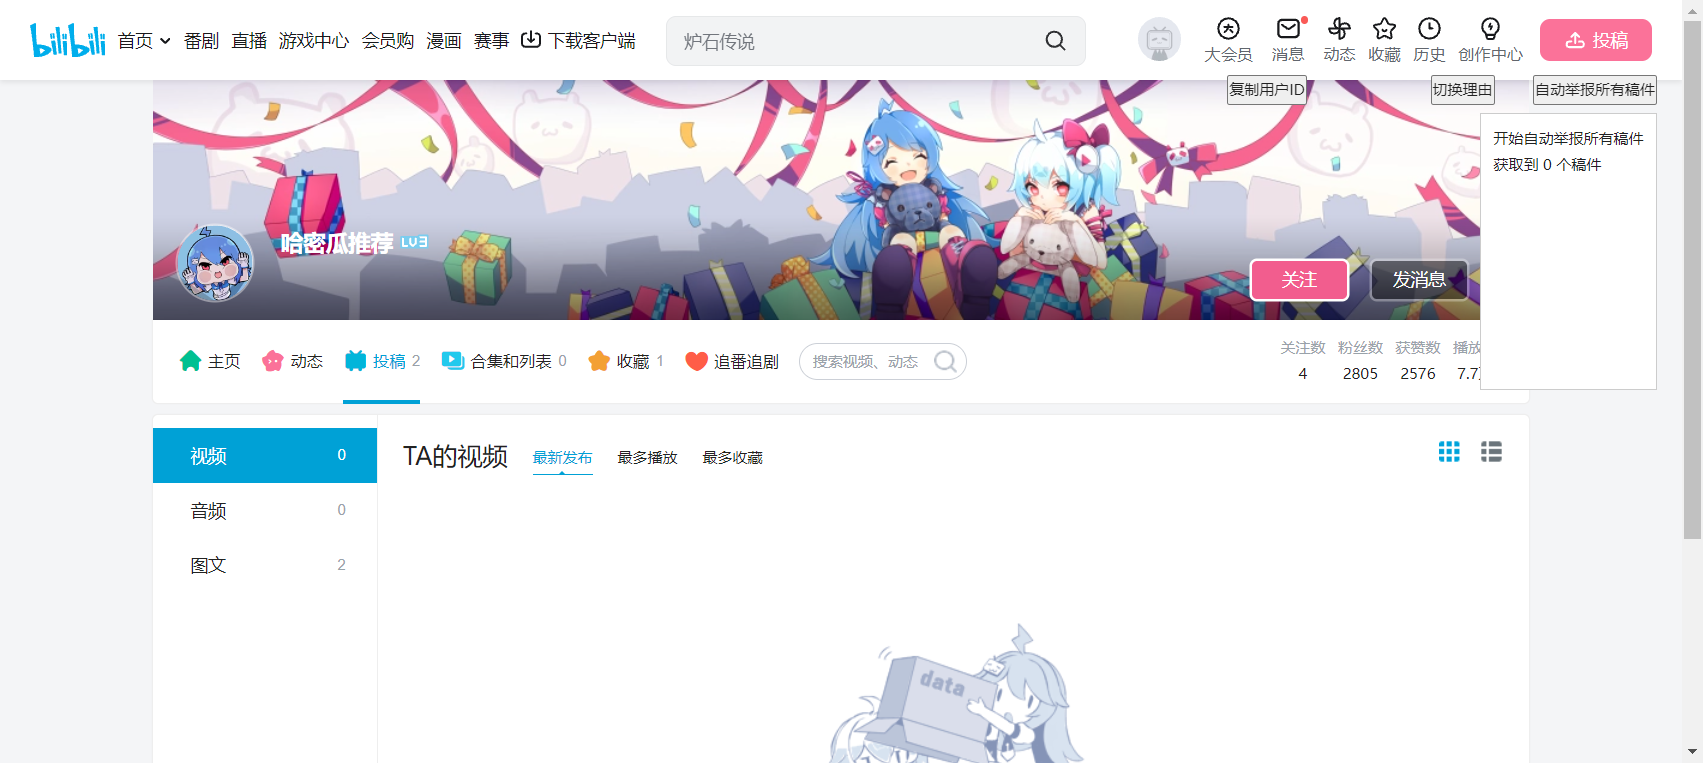 bilibili 首页 番剧 直播 游戏中心 会员购 漫画 赛事 下载客户端 炉石传说 大会员 消息 动态 收藏 历史 创作中心 投稿
复制用户ID 切换理由 自动举报所有稿件
开始自动举报所有稿件
获取到 0 个稿件
哈密瓜推荐 LV3
关注 发消息
主页 动态 投稿 2 合集和列表 0 收藏 1 追番追剧 搜索视频、动态
关注数 粉丝数 获赞数 播放
4 2805 2576 7.7
视频 0
音频 0
图文 2
TA的视频 最新发布 最多播放 最多收藏
data